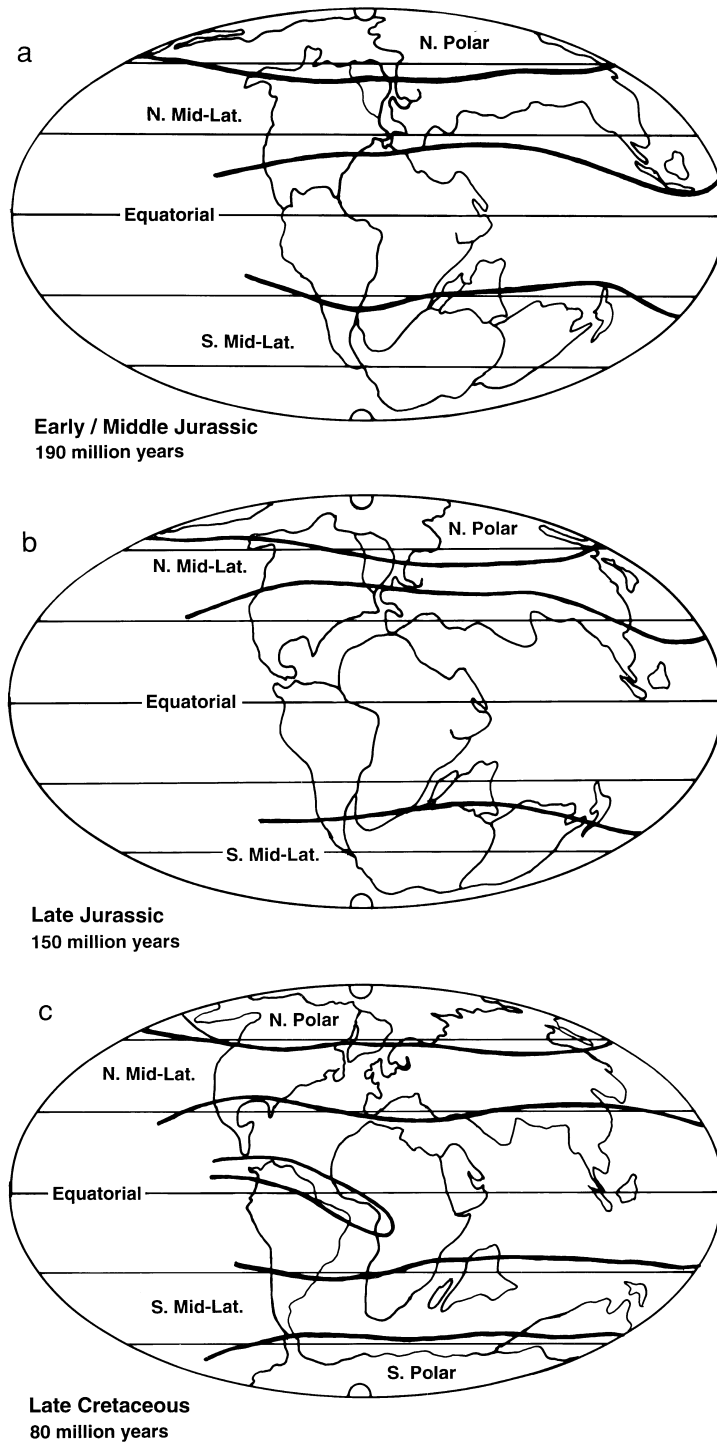 a
N. Polar
N. Mid-Lat.
Equatorial
S. Mid-Lat.
Early / Middle Jurassic
190 million years
b
N. Polar
N. Mid-Lat.
Equatorial
S. Mid-Lat.
Late Jurassic
150 million years
c
N. Polar
N. Mid-Lat.
Equatorial
S. Mid-Lat.
S. Polar
Late Cretaceous
80 million years